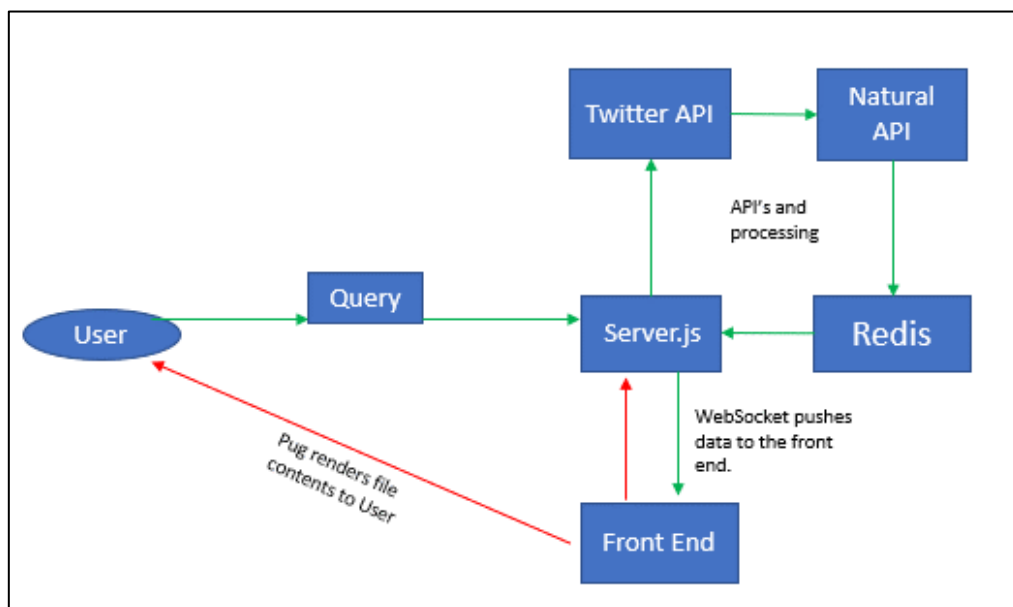 Twitter API
Natural
API
API's and
processing
Query
User
Server.js
Redis
WebSocket pushes
data to the front
end.
Pug renders file
contents to User
Front End